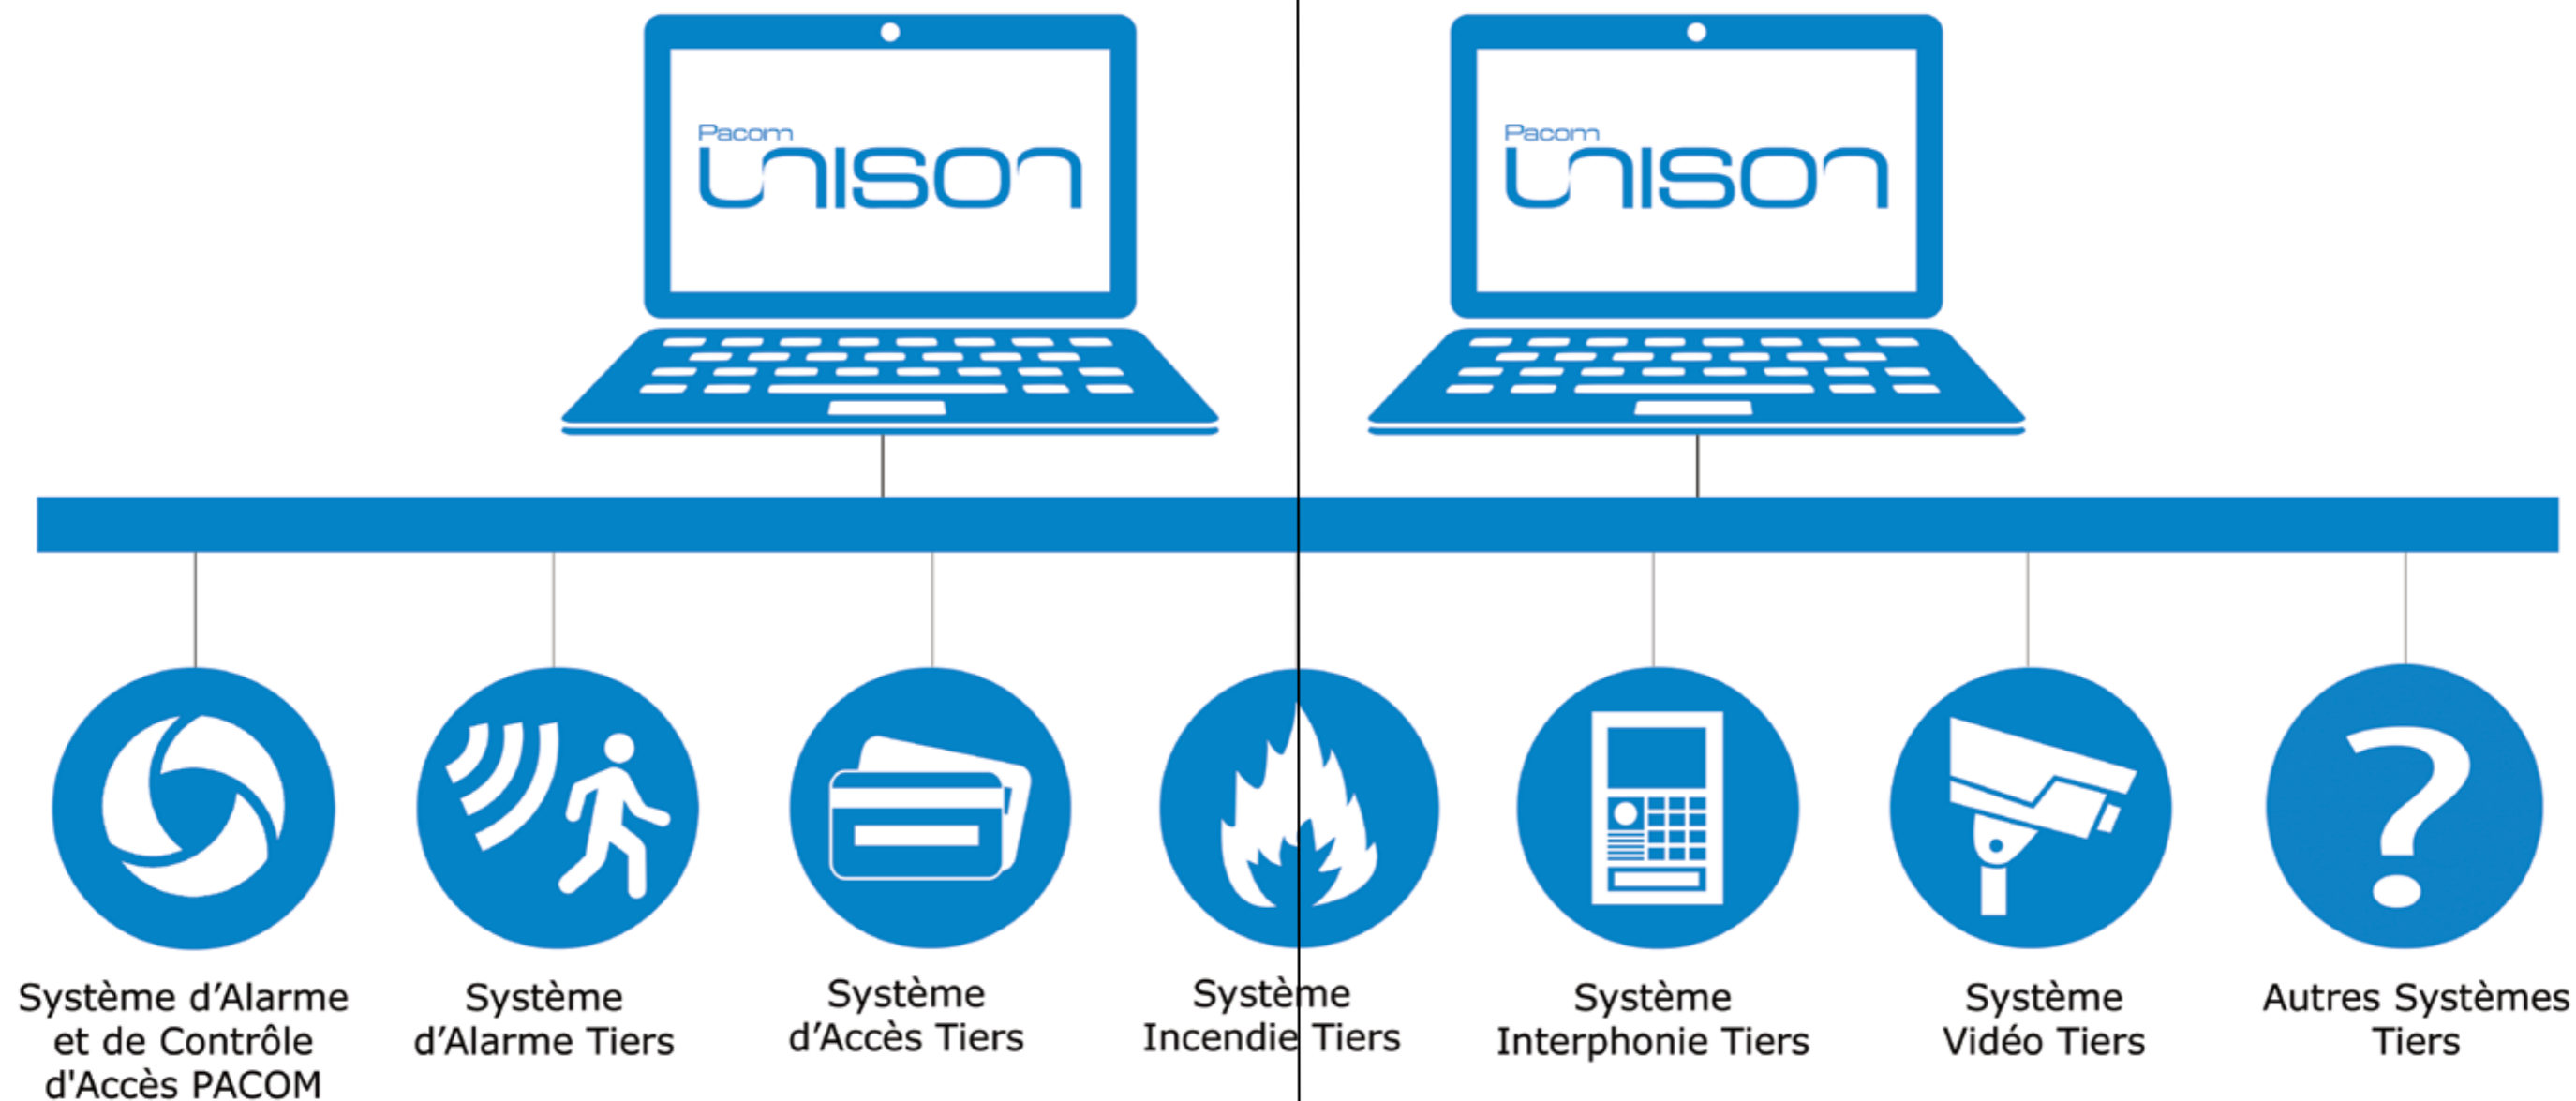 Pacom
unison
Pacom
unison
Système d’Alarme
et de Contrôle
d'Accès PACOM
Système
d’Alarme Tiers
Système
d’Accès Tiers
Système
Incendie Tiers
Système
Interphonie Tiers
Système
Vidéo Tiers
Autres Systèmes
Tiers
?